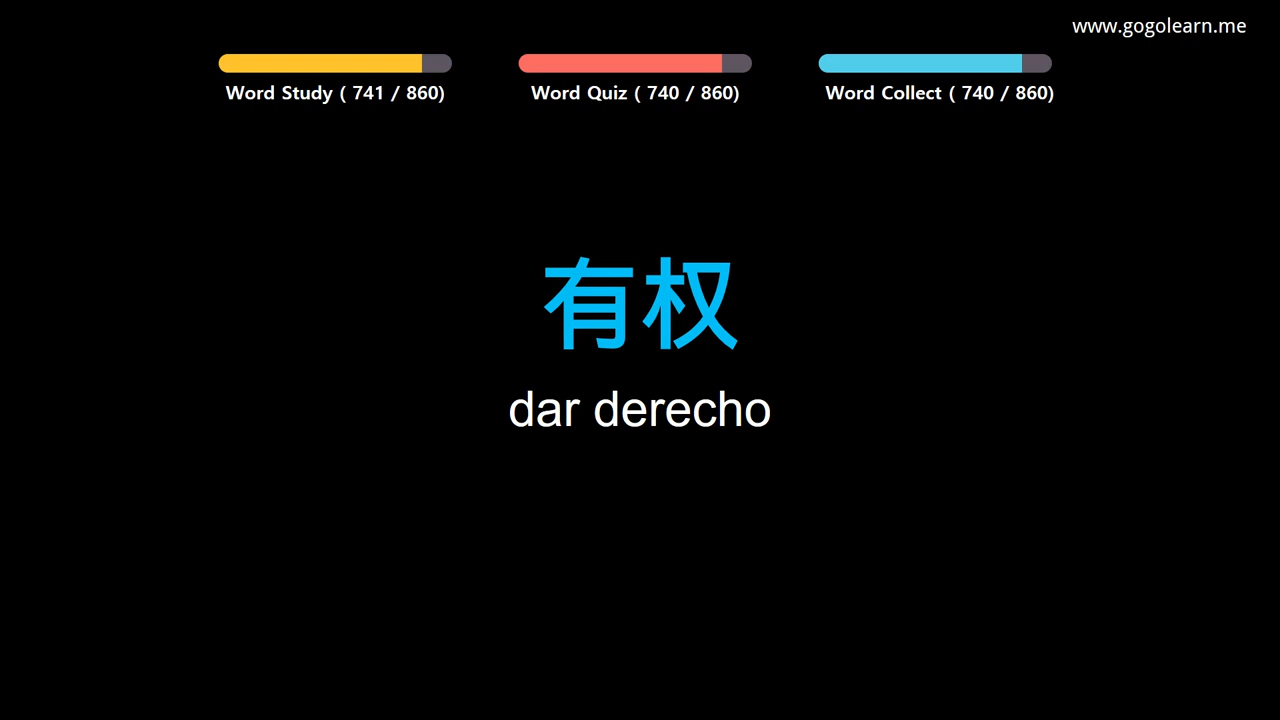 www.gogolearn.me
Word Study ( 741 / 860)
Word Quiz ( 740 / 860)
Word Collect ( 740 / 860)
有权
dar derecho